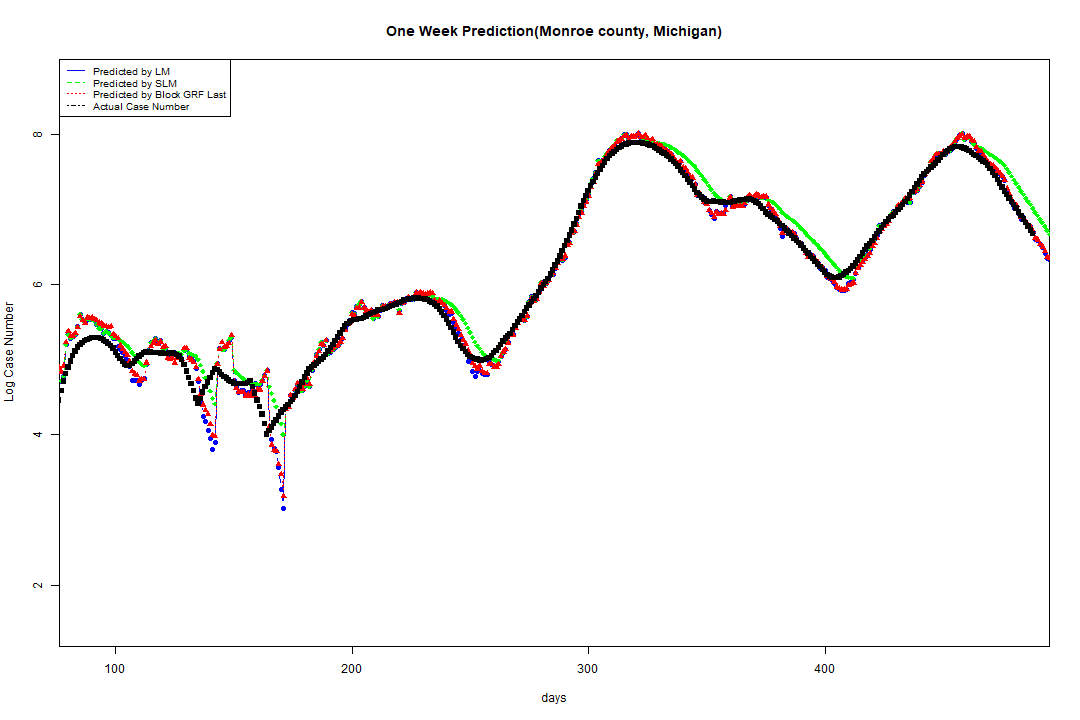 One Week Prediction(Monroe county, Michigan)
Predicted by LM
Predicted by SLM
Predicted by Block GRF Last
Actual Case Number
8
6
4
2
Log Case Number
100 200 300 400
days